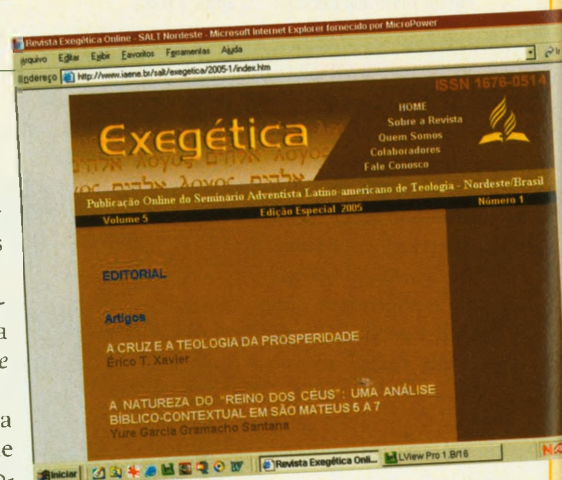 Revista Exegética Online - SALT Nordeste - Microsoft Internet Explorer fornecido por MicroPower
Arquivo Editar Exibir Favoritos Ferramentas Ajuda
Endereço http://www.iaene.br/salt/exegetica/2005-1/index.htm
ISSN 1676-0514
Exegética
HOME
Sobre a Revista
Quem Somos
Colaboradores
Fale Conosco
Publicação Online do Seminário Adventista Latino-americano de Teologia - Nordeste/Brasil
Volume 5 Edição Especial 2005 Número 1
EDITORIAL
Artigos
A CRUZ E A TEOLOGIA DA PROSPERIDADE
Érico T. Xavier
A NATUREZA DO "REINO DOS CÉUS": UMA ANÁLISE
BÍBLICO-CONTEXTUAL EM SÃO MATEUS 5 A 7
Yure Garcia Gramacho Santana
Iniciar Revista Exegética Onli... LView Pro 1.B/16